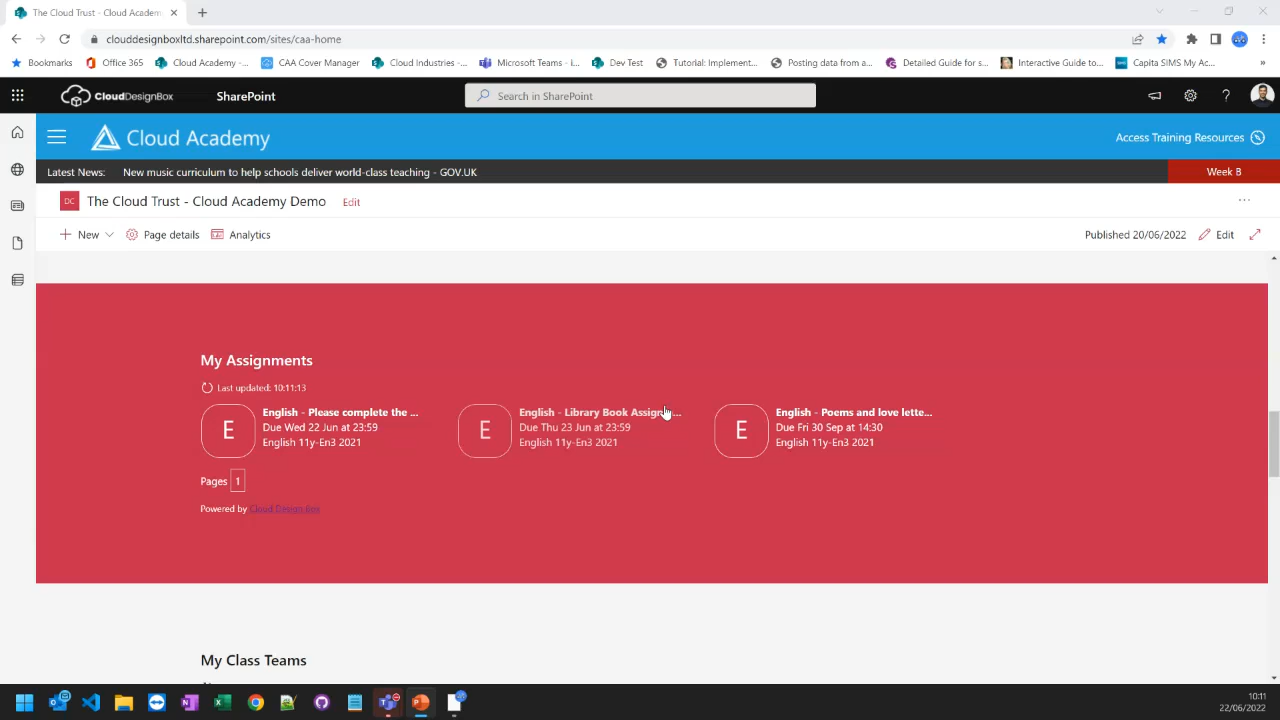 The Cloud Trust - Cloud Academ
clouddesignboxltd.sharepoint.com/sites/caa-home
Bookmarks Office 365 Cloud Academy -... CAA Cover Manager Cloud Industries -... Microsoft Teams - i... Dev Test Tutorial: Implement... Posting data from a... Detailed Guide for s... Interactive Guide to... Capita SIMS My Ac... »
CloudDesignBox SharePoint Search in SharePoint ?
Cloud Academy Access Training Resources
Latest News: New music curriculum to help schools deliver world-class teaching - GOV.UK Week B
DC The Cloud Trust - Cloud Academy Demo Edit ...
New Page details Analytics Published 20/06/2022 Edit
My Assignments
Last updated: 10:11:13
E English - Please complete the ...
Due Wed 22 Jun at 23:59
English 11y-En3 2021
E English - Library Book Assign...
Due Thu 23 Jun at 23:59
English 11y-En3 2021
E English - Poems and love lette...
Due Fri 30 Sep at 14:30
English 11y-En3 2021
Pages 1
Powered by Cloud Design Box
My Class Teams
10:11
22/06/2022